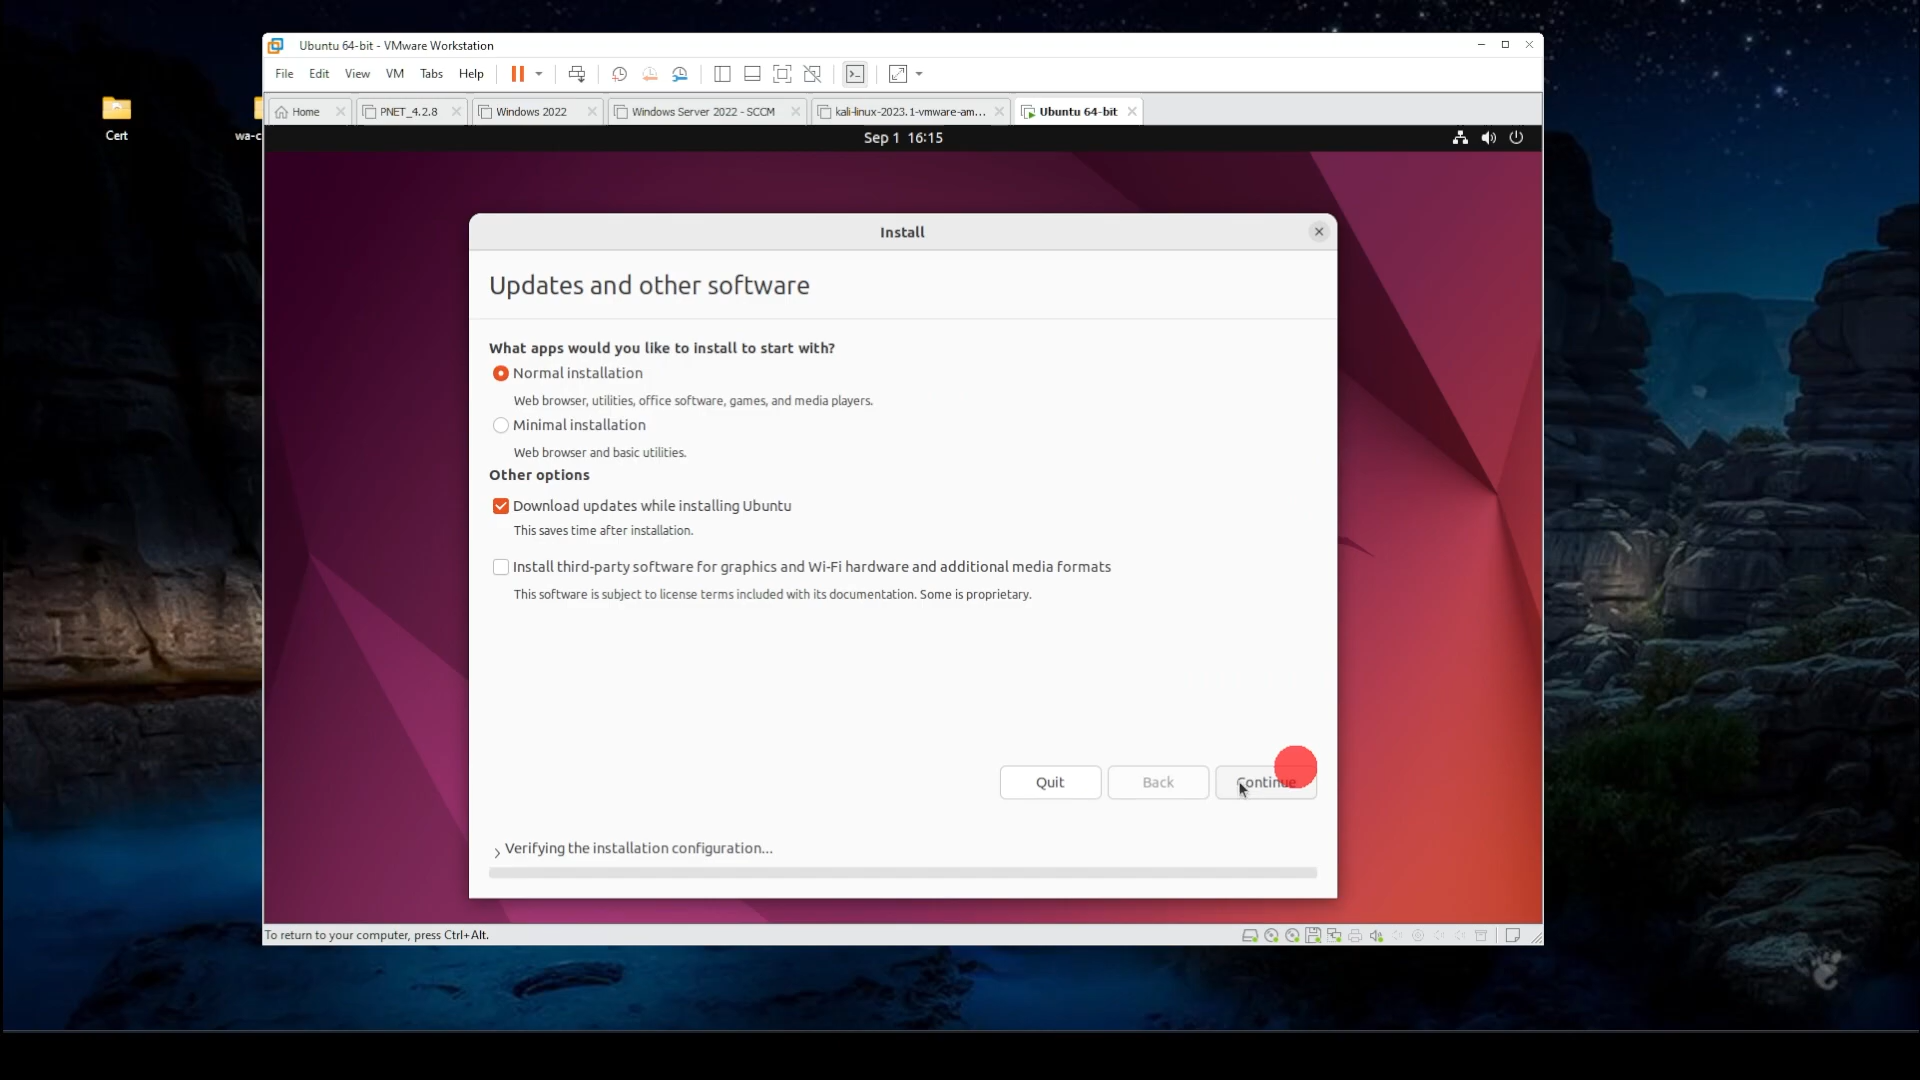 Ubuntu 64-bit - VMware Workstation
File Edit View VM Tabs Help
Home PNET_4.2.8 Windows 2022 Windows Server 2022 - SCCM kali-linux-2023.1-vmware-am... Ubuntu 64-bit
Cert
wa-c
Sep 1 16:15
Install
Updates and other software
What apps would you like to install to start with?
Normal installation
Web browser, utilities, office software, games, and media players.
Minimal installation
Web browser and basic utilities.
Other options
Download updates while installing Ubuntu
This saves time after installation.
Install third-party software for graphics and Wi-Fi hardware and additional media formats
This software is subject to license terms included with its documentation. Some is proprietary.
Quit Back Continue
Verifying the installation configuration...
To return to your computer, press Ctrl+Alt.